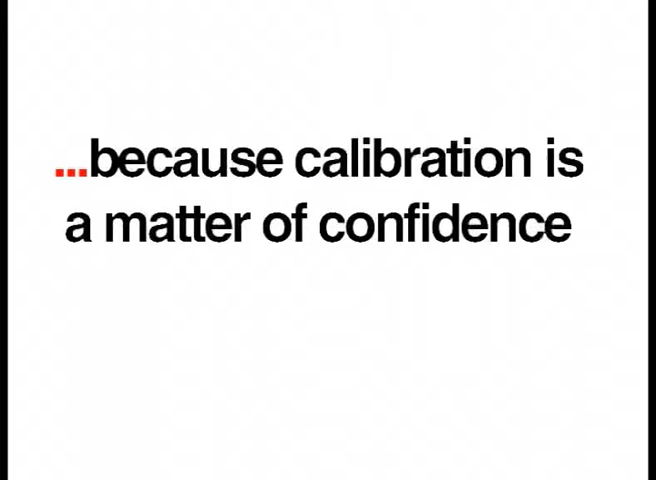 ...because calibration is
a matter of confidence